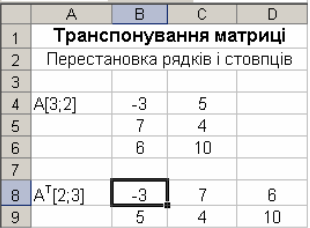 A B C D
1 Транспонування матриці
2 Перестановка рядків і стовпців
3
4 A[3;2] -3 5
5 7 4
6 6 10
7
8 Aᵀ[2;3] -3 7 6
9 5 4 10